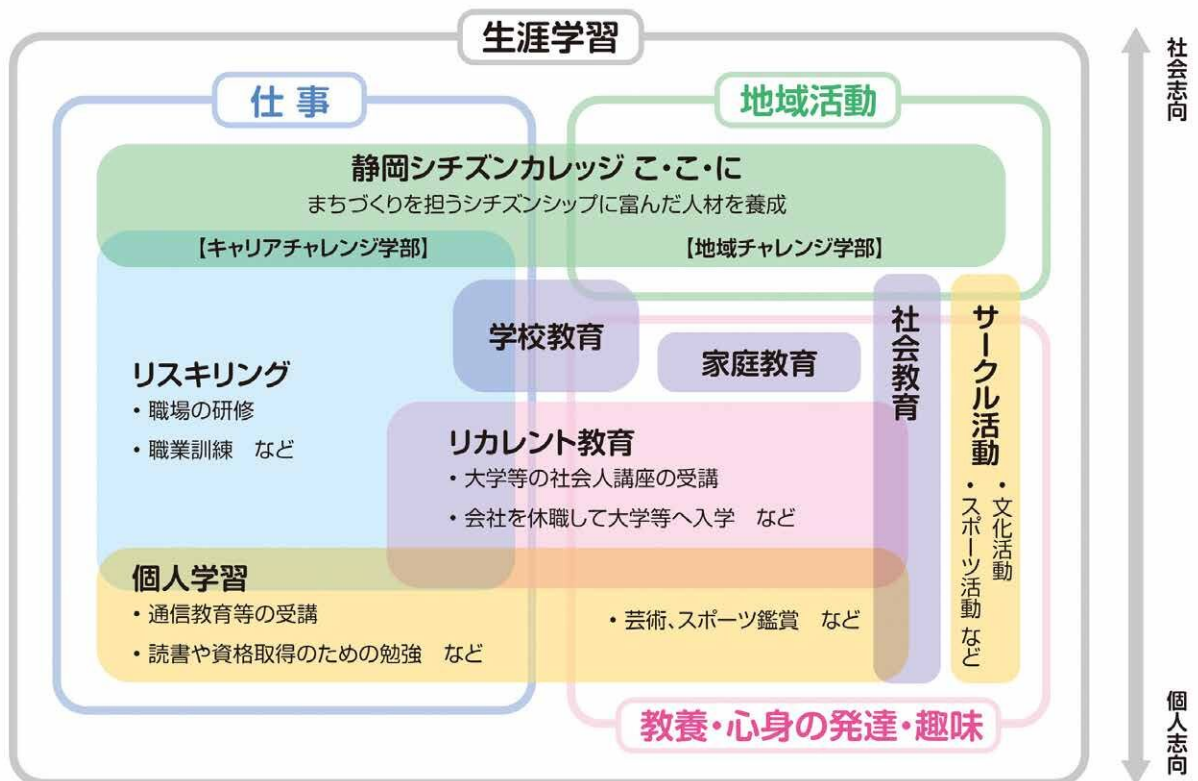 生涯学習
社会志向
仕事
地域活動
静岡シチズンカレッジ こ・こ・に
まちづくりを担うシチズンシップに富んだ人材を養成
【キャリアチャレンジ学部】
【地域チャレンジ学部】
学校教育
家庭教育
社会教育
サークル活動
・文化活動
・スポーツ活動 など
リスキリング
・職場の研修
・職業訓練　など
リカレント教育
・大学等の社会人講座の受講
・会社を休職して大学等へ入学　など
個人学習
・通信教育等の受講
・読書や資格取得のための勉強　など
・芸術、スポーツ鑑賞　など
教養・心身の発達・趣味
個人志向